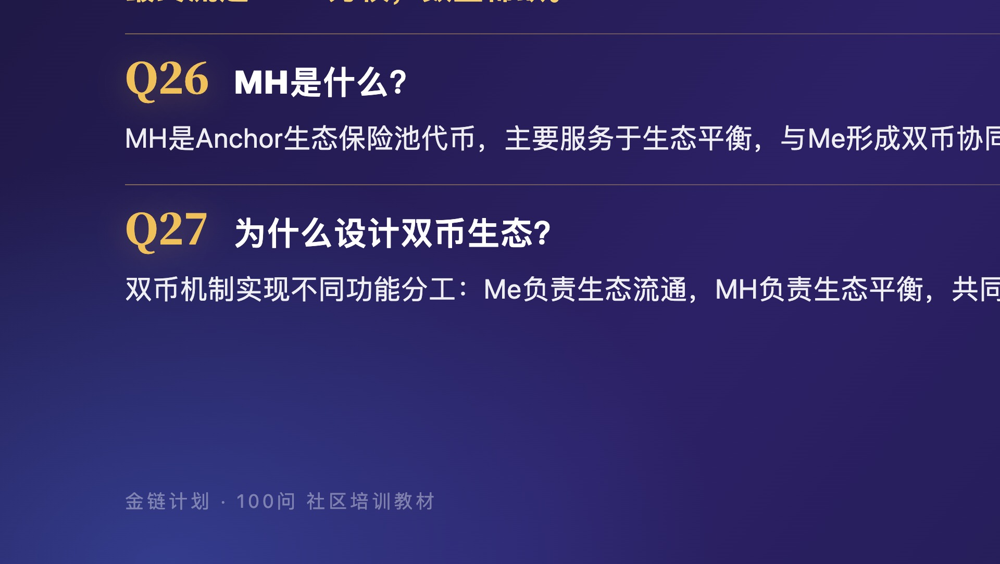 Q26 MH是什么?
MH是Anchor生态保险池代币，主要服务于生态平衡，与Me形成双币协同
Q27 为什么设计双币生态?
双币机制实现不同功能分工：Me负责生态流通，MH负责生态平衡，共同
金链计划 · 100问 社区培训教材